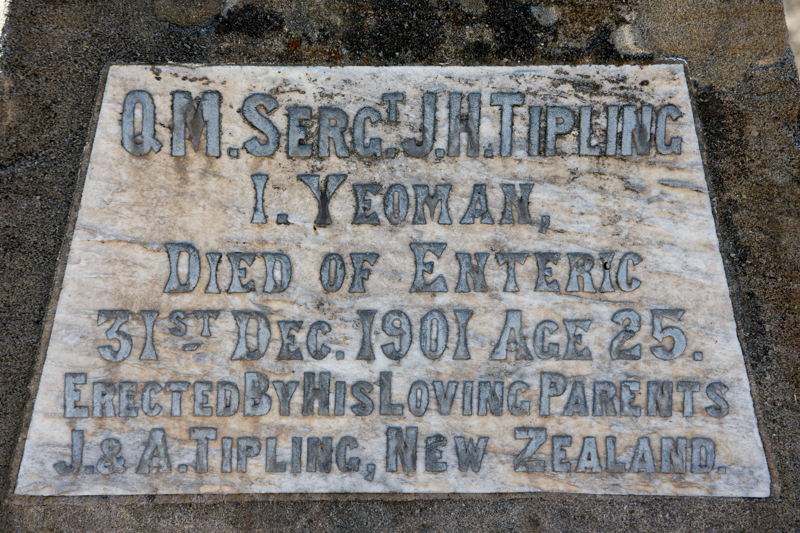 Q.M. SERGT. J.H. TIPLING
I. YEOMAN,
DIED OF ENTERIC
31ST DEC. 1901 AGE 25.
ERECTED BY HIS LOVING PARENTS
J. & A. TIPLING, NEW ZEALAND.